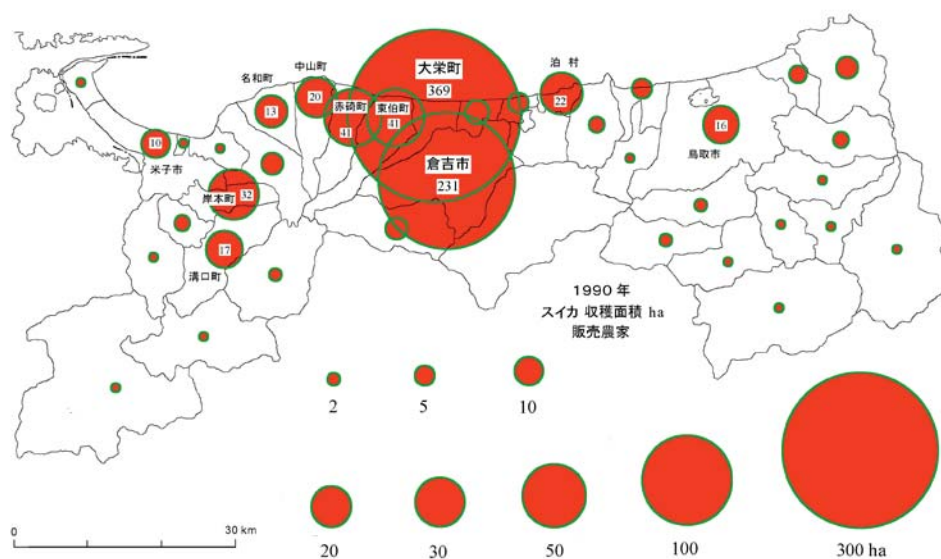 大栄町
369
泊 村
22
中山町
20
名和町
13
赤碕町
41
東伯町
41
鳥取市
16
倉吉市
231
10
米子市
岸本町
32
溝口町
17
1990 年
スイカ 収穫面積 ha
販売農家
2
5
10
20
30
50
100
300 ha
0
30 km